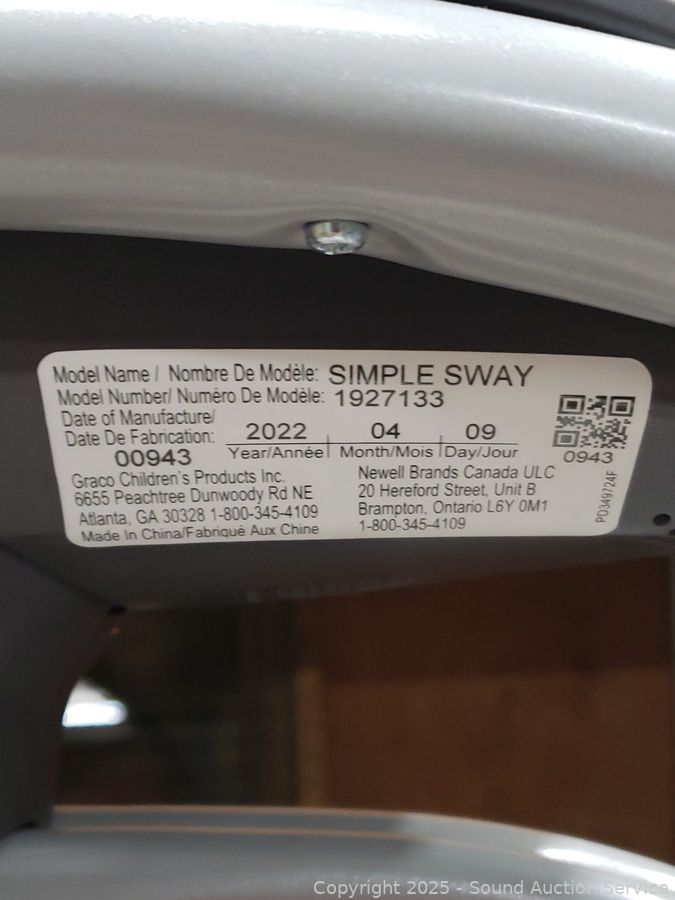 Model Name / Nombre De Modèle: SIMPLE SWAY
Model Number/ Numéro De Modèle: 1927133
Date of Manufacture/
Date De Fabrication:
2022 04 09
Year/Année Month/Mois Day/Jour
00943
0943
Graco Children's Products Inc.
6655 Peachtree Dunwoody Rd NE
Atlanta, GA 30328 1-800-345-4109
Made In China/Fabriqué Aux Chine
Newell Brands Canada ULC
20 Hereford Street, Unit B
Brampton, Ontario L6Y 0M1
1-800-345-4109
PD349724F
Copyright 2025 - Sound Auction Service